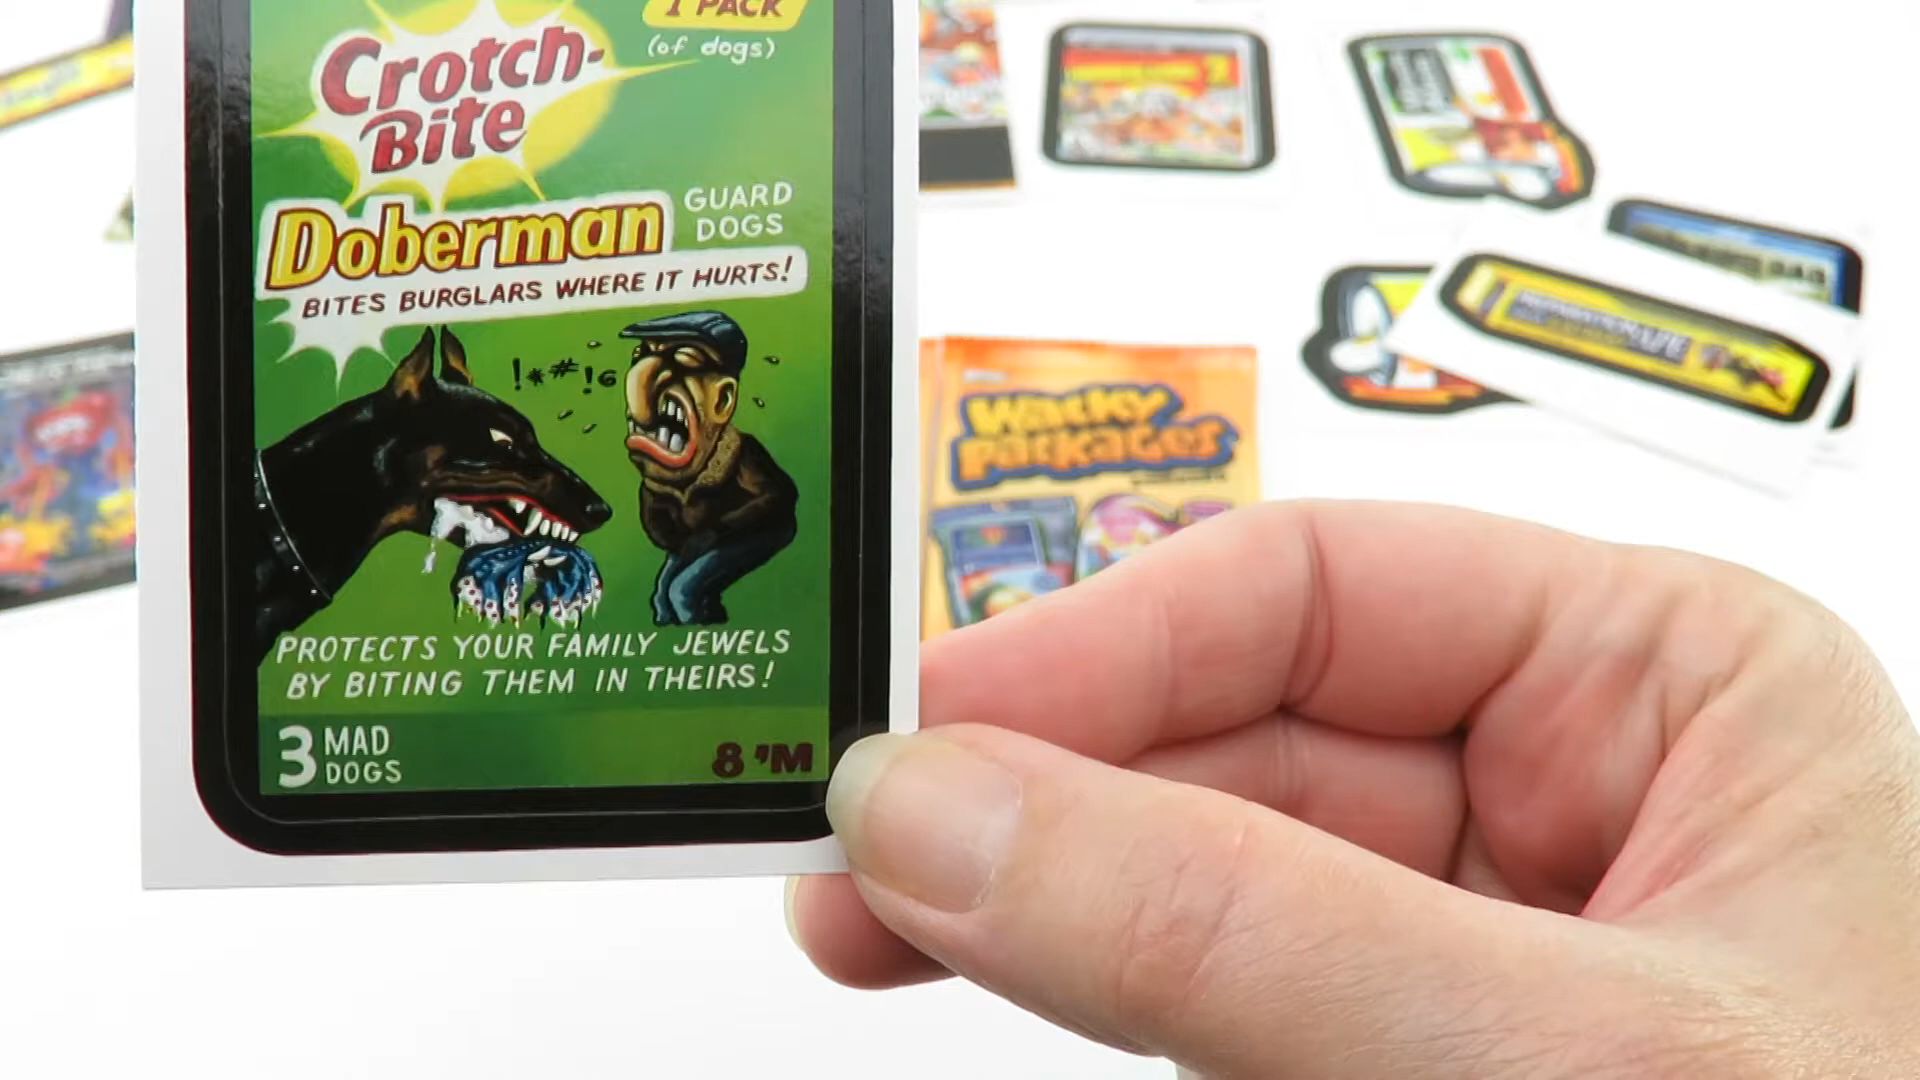 1 PACK
(of dogs)
Crotch-
Bite
Doberman
GUARD
DOGS
BITES BURGLARS WHERE IT HURTS!
!*#!6
PROTECTS YOUR FAMILY JEWELS
BY BITING THEM IN THEIRS!
3 MAD
DOGS
8 'M
Wacky
Packages